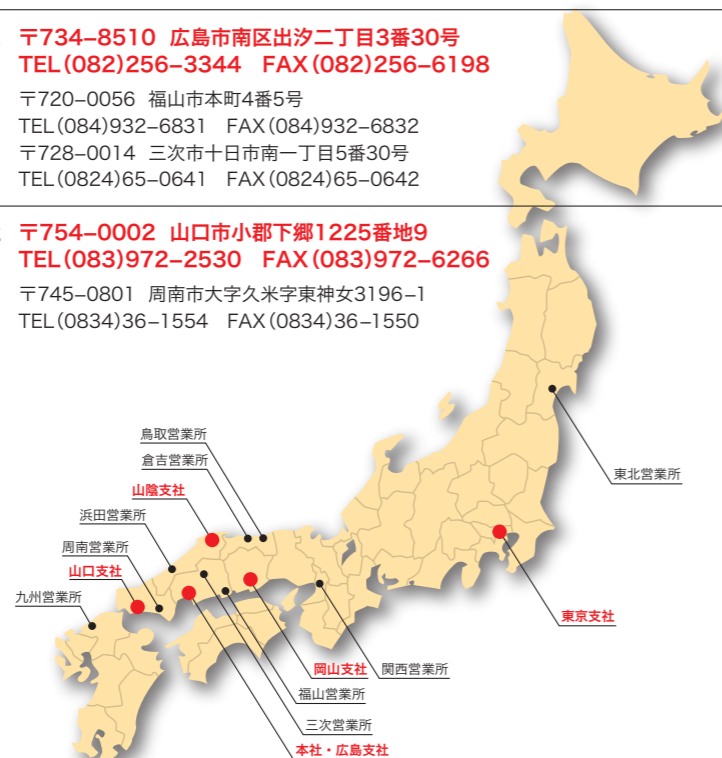 〒734−8510 広島市南区出汐二丁目3番30号
TEL(082)256−3344 FAX(082)256−6198
〒720−0056 福山市本町4番5号
TEL(084)932−6831 FAX(084)932−6832
〒728−0014 三次市十日市南一丁目5番30号
TEL(0824)65−0641 FAX(0824)65−0642
〒754−0002 山口市小郡下郷1225番地9
TEL(083)972−2530 FAX(083)972−6266
〒745−0801 周南市大字久米字東神女3196−1
TEL(0834)36−1554 FAX(0834)36−1550
鳥取営業所
倉吉営業所
山陰支社
浜田営業所
周南営業所
山口支社
九州営業所
東北営業所
東京支社
岡山支社
関西営業所
福山営業所
三次営業所
本社・広島支社